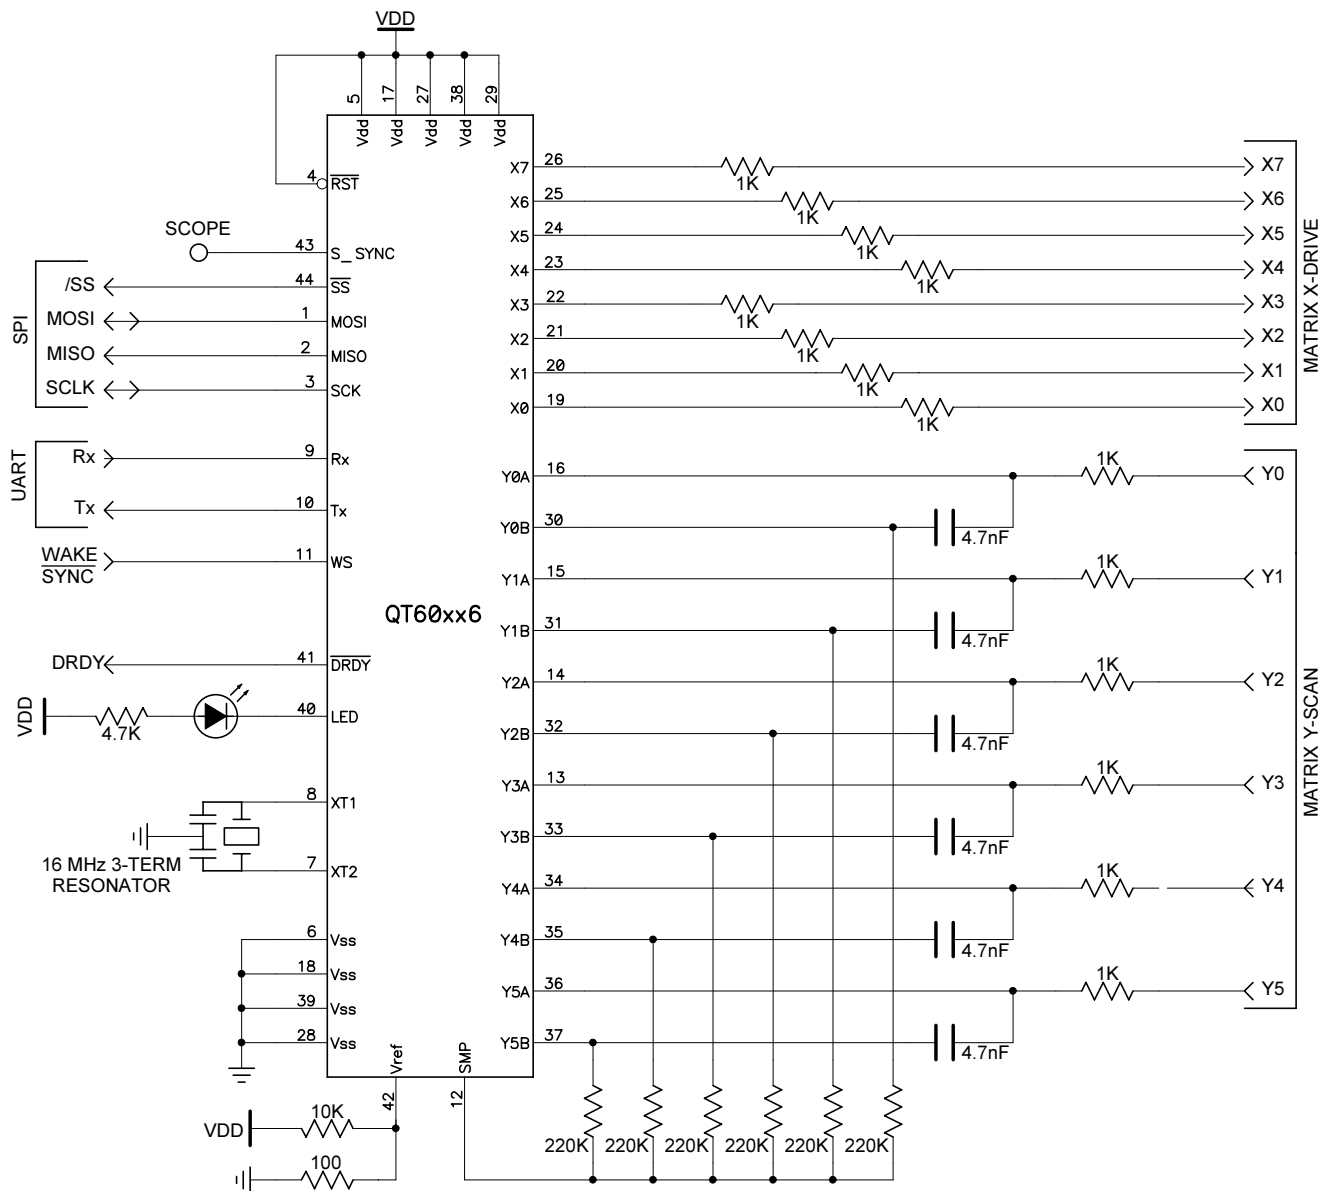 VDD
5
17
27
38
29
Vdd
Vdd
Vdd
Vdd
Vdd
4
RST
SCOPE
43
S_SYNC
SPI
/SS
44
SS
MOSI
1
MOSI
MISO
2
MISO
SCLK
3
SCK
UART
Rx
9
Rx
Tx
10
Tx
WAKE
SYNC
11
WS
QT60xx6
DRDY
41
DRDY
VDD
4.7K
40
LED
8
XT1
16 MHz 3-TERM
RESONATOR
7
XT2
6
Vss
18
Vss
39
Vss
28
Vss
Vref
42
SMP
12
VDD
10K
100
X7
26
1K
X7
X6
25
1K
X6
X5
24
1K
X5
X4
23
1K
X4
X3
22
1K
X3
X2
21
1K
X2
X1
20
1K
X1
X0
19
1K
X0
MATRIX X-DRIVE
Y0A
16
1K
Y0
Y0B
30
4.7nF
Y1A
15
1K
Y1
Y1B
31
4.7nF
Y2A
14
1K
Y2
Y2B
32
4.7nF
Y3A
13
1K
Y3
Y3B
33
4.7nF
Y4A
34
1K
Y4
Y4B
35
4.7nF
Y5A
36
1K
Y5
Y5B
37
4.7nF
MATRIX Y-SCAN
220K
220K
220K
220K
220K
220K